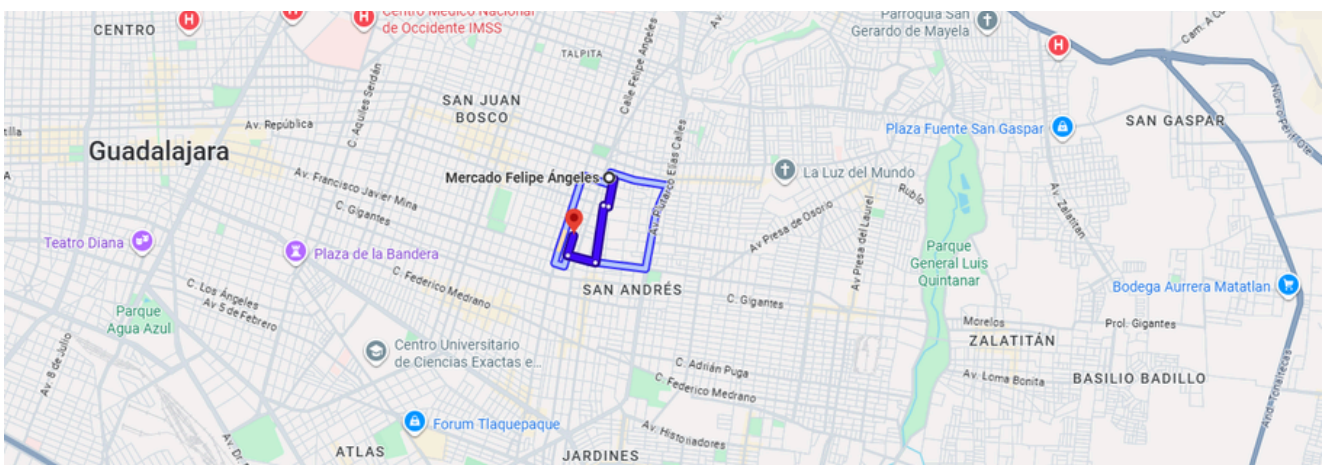 CENTRO
Centro Médico Nacional
de Occidente IMSS
TALPITA
Calle Felipe Ángeles
Parroquia San
Gerardo de Mayela
SAN JUAN
BOSCO
C. Aquiles Serdán
Av. República
Guadalajara
Av. Francisco Javier Mina
C. Gigantes
Mercado Felipe Ángeles
Av. Plutarco Elías Calles
La Luz del Mundo
Rubío
Plaza Fuente San Gaspar
SAN GASPAR
Nuevo Periférico
Av. Zalatitan
Teatro Diana
Plaza de la Bandera
Av Presa de Osorio
Av Presa del Laurel
Parque
General Luis
Quintanar
Bodega Aurrera Matatlan
C. Los Ángeles
Av 5 de Febrero
C. Federico Medrano
SAN ANDRÉS
C. Gigantes
Parque
Agua Azul
Morelos
Prol. Gigantes
ZALATITÁN
Centro Universitario
de Ciencias Exactas e...
C. Adrián Puga
C. Federico Medrano
Av. Loma Bonita
BASILIO BADILLO
Av. 8 de Julio
Forum Tlaquepaque
Av. Historiadores
ATLAS
JARDINES